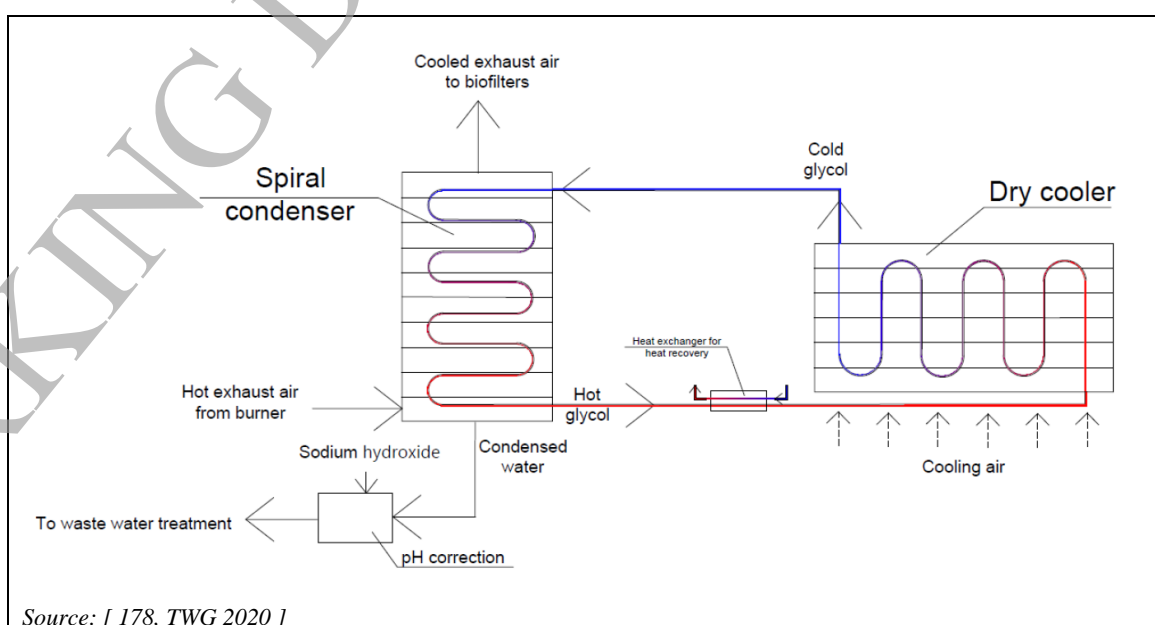 KING D
Cooled exhaust air
to biofilters
Spiral
condenser
Cold
glycol
Dry cooler
Heat exchanger for
heat recovery
Hot exhaust air
from burner
Hot
glycol
Cooling air
Sodium hydroxide
Condensed
water
To waste water treatment
pH correction
Source: [ 178, TWG 2020 ]